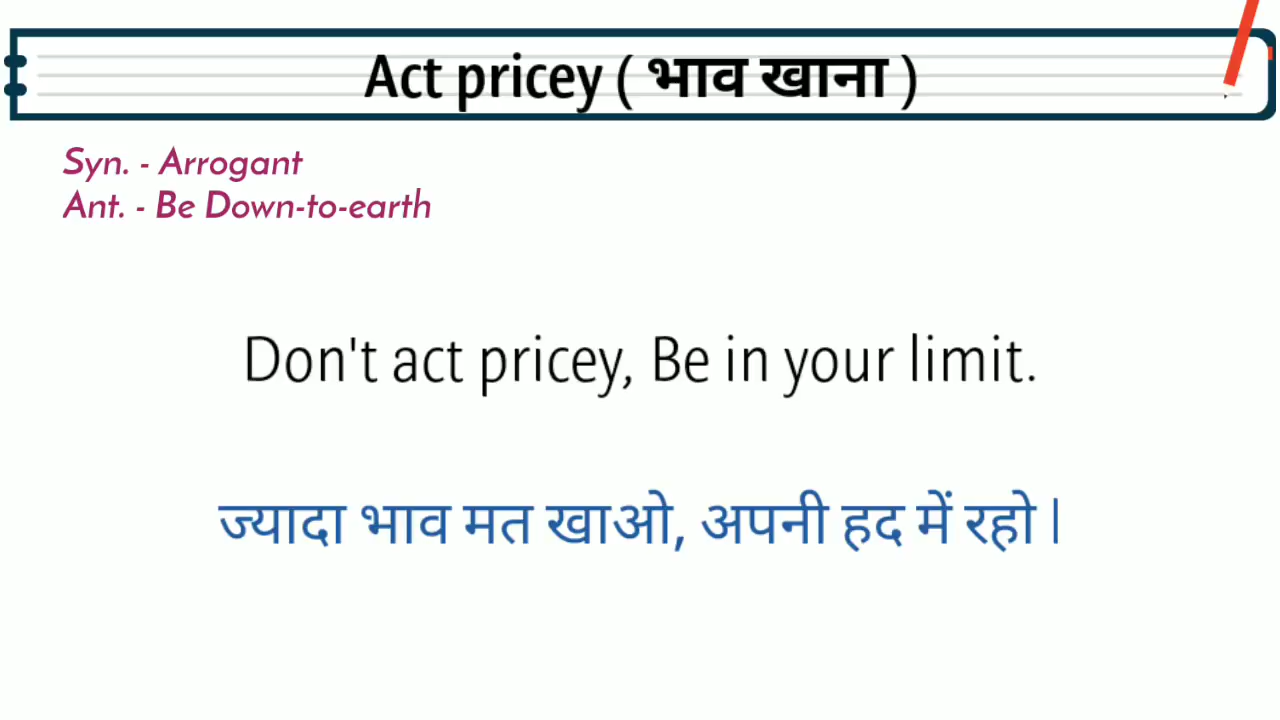 Act pricey ( भाव खाना )
Syn. - Arrogant
Ant. - Be Down-to-earth
Don't act pricey, Be in your limit.
ज्यादा भाव मत खाओ, अपनी हद में रहो।